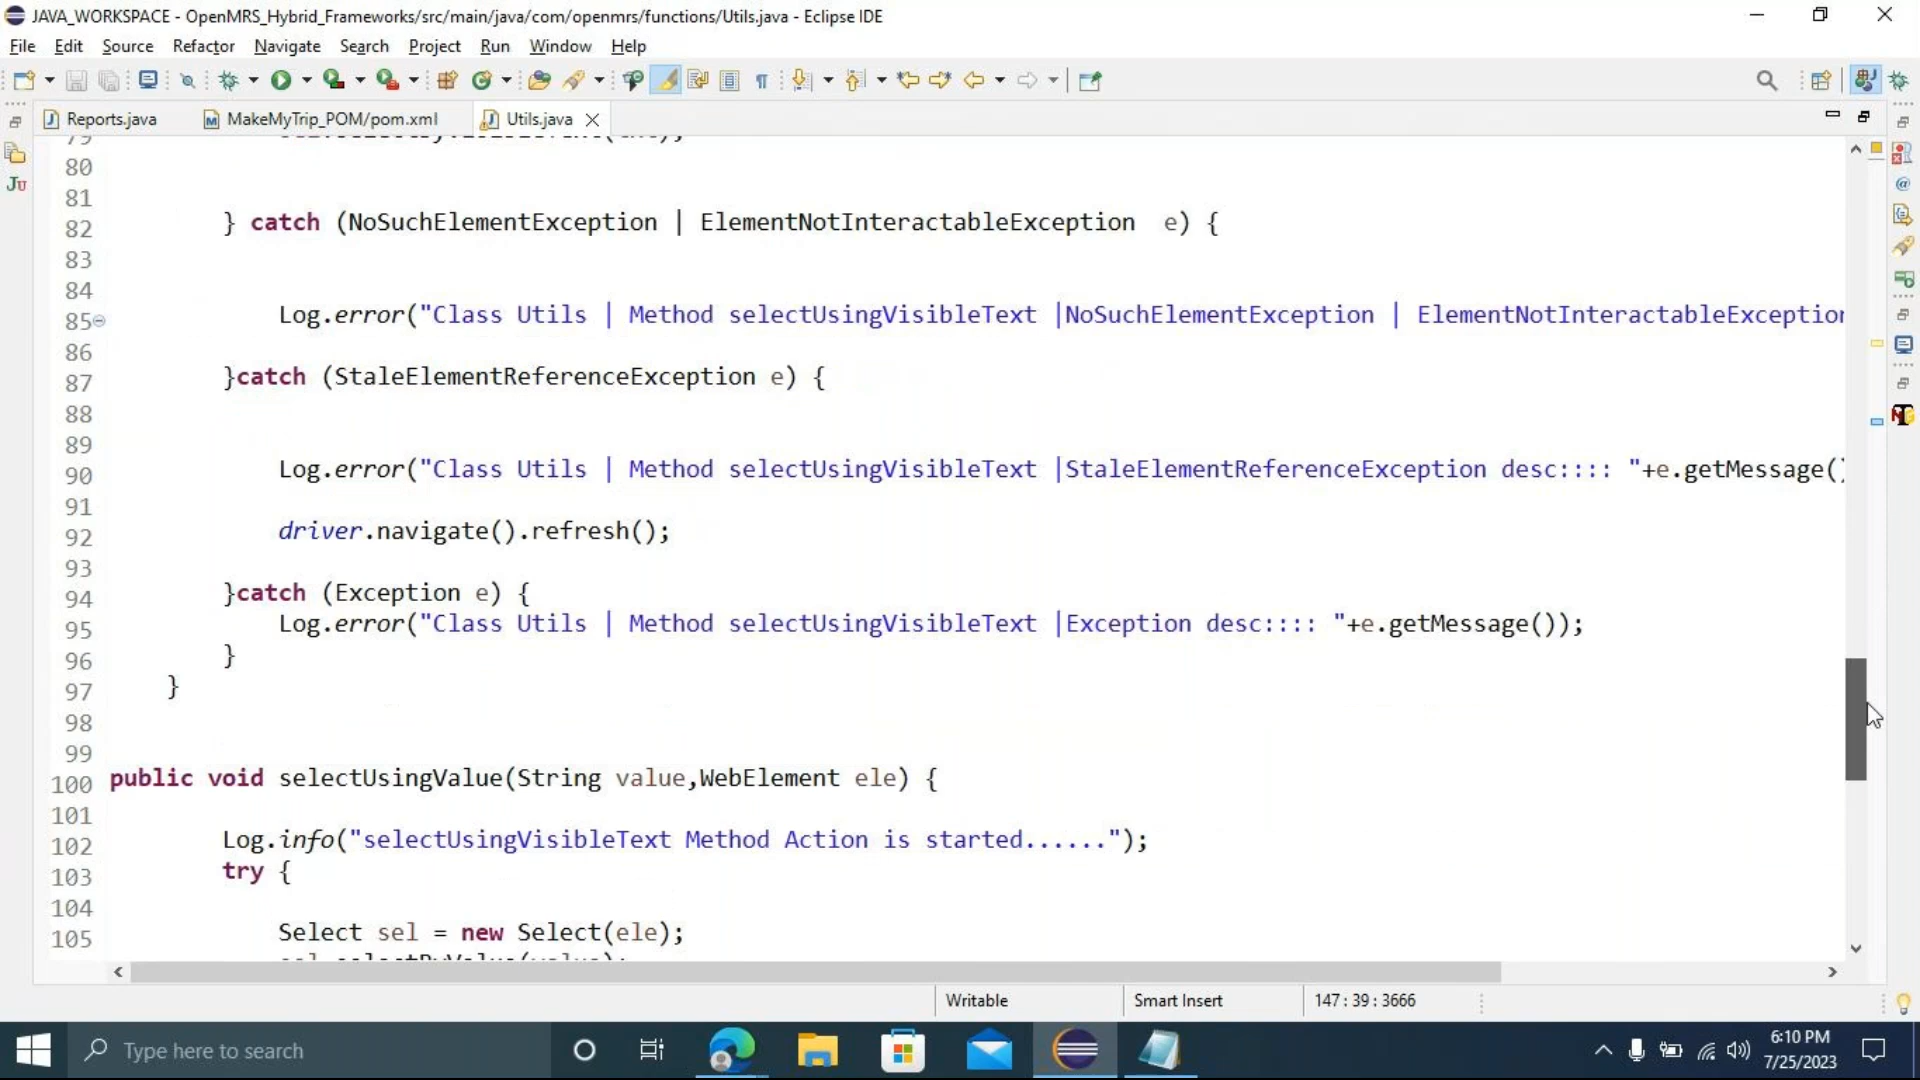 JAVA_WORKSPACE - OpenMRS_Hybrid_Frameworks/src/main/java/com/openmrs/functions/Utils.java - Eclipse IDE
File Edit Source Refactor Navigate Search Project Run Window Help
Reports.java MakeMyTrip_POM/pom.xml Utils.java
79
80
81
82 } catch (NoSuchElementException | ElementNotInteractableException e) {
83
84
85 Log.error("Class Utils | Method selectUsingVisibleText |NoSuchElementException | ElementNotInteractableException
86
87 }catch (StaleElementReferenceException e) {
88
89
90 Log.error("Class Utils | Method selectUsingVisibleText |StaleElementReferenceException desc:::: "+e.getMessage()
91
92 driver.navigate().refresh();
93
94 }catch (Exception e) {
95 Log.error("Class Utils | Method selectUsingVisibleText |Exception desc:::: "+e.getMessage());
96 }
97 }
98
99
100 public void selectUsingValue(String value,WebElement ele) {
101
102 Log.info("selectUsingVisibleText Method Action is started......");
103 try {
104
105 Select sel = new Select(ele);
sel.selectByValue(value);
Writable Smart Insert 147 : 39 : 3666
Type here to search
6:10 PM
7/25/2023